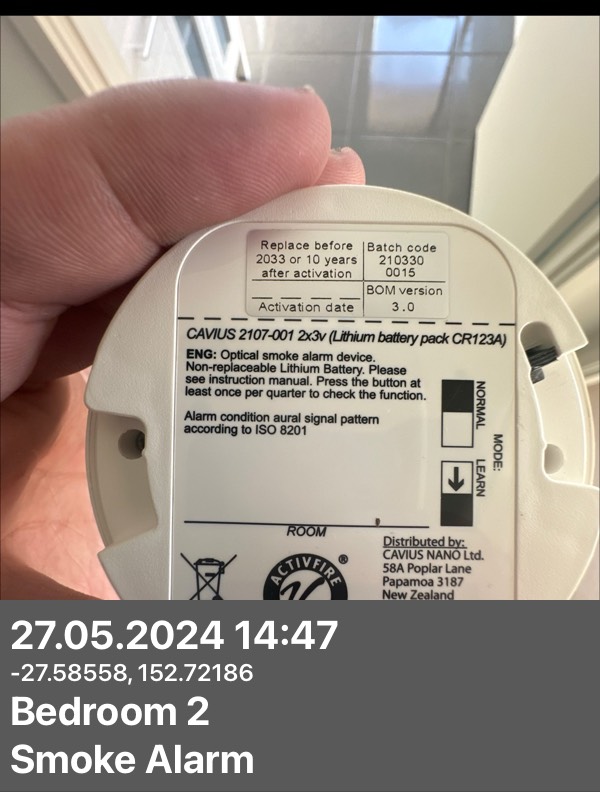 Replace before
2033 or 10 years
after activation
Activation date
Batch code
210330
0015
BOM version
3.0
CAVIUS 2107-001 2x3v (Lithium battery pack CR123A)
ENG: Optical smoke alarm device.
Non-replaceable Lithium Battery. Please
see instruction manual. Press the button at
least once per quarter to check the function.
Alarm condition aural signal pattern
according to ISO 8201
NORMAL
MODE:
LEARN
ROOM
ACTIVFIRE®
Distributed by:
CAVIUS NANO Ltd.
58A Poplar Lane
Papamoa 3187
New Zealand
27.05.2024 14:47
-27.58558, 152.72186
Bedroom 2
Smoke Alarm